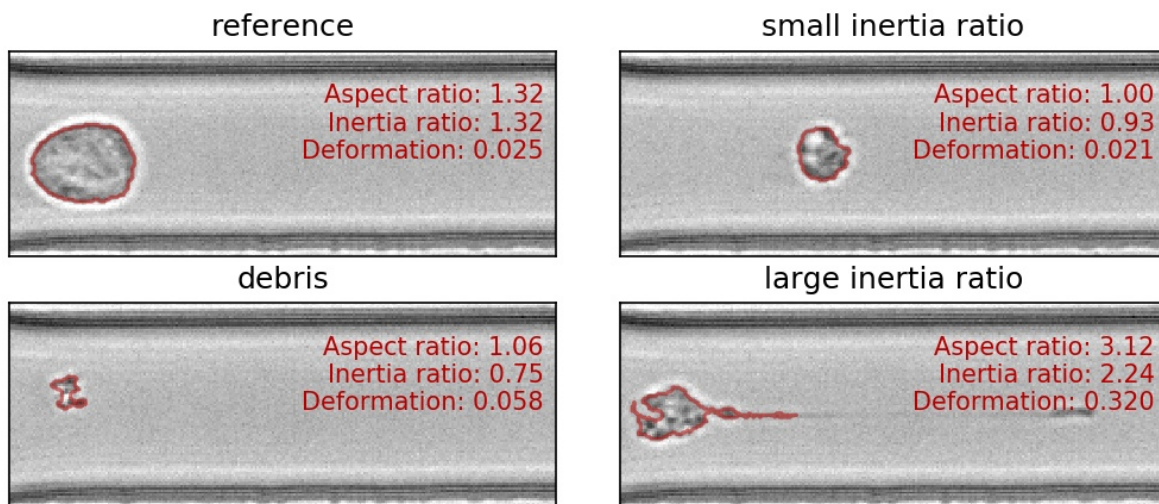 reference
Aspect ratio: 1.32
Inertia ratio: 1.32
Deformation: 0.025
small inertia ratio
Aspect ratio: 1.00
Inertia ratio: 0.93
Deformation: 0.021
debris
Aspect ratio: 1.06
Inertia ratio: 0.75
Deformation: 0.058
large inertia ratio
Aspect ratio: 3.12
Inertia ratio: 2.24
Deformation: 0.320